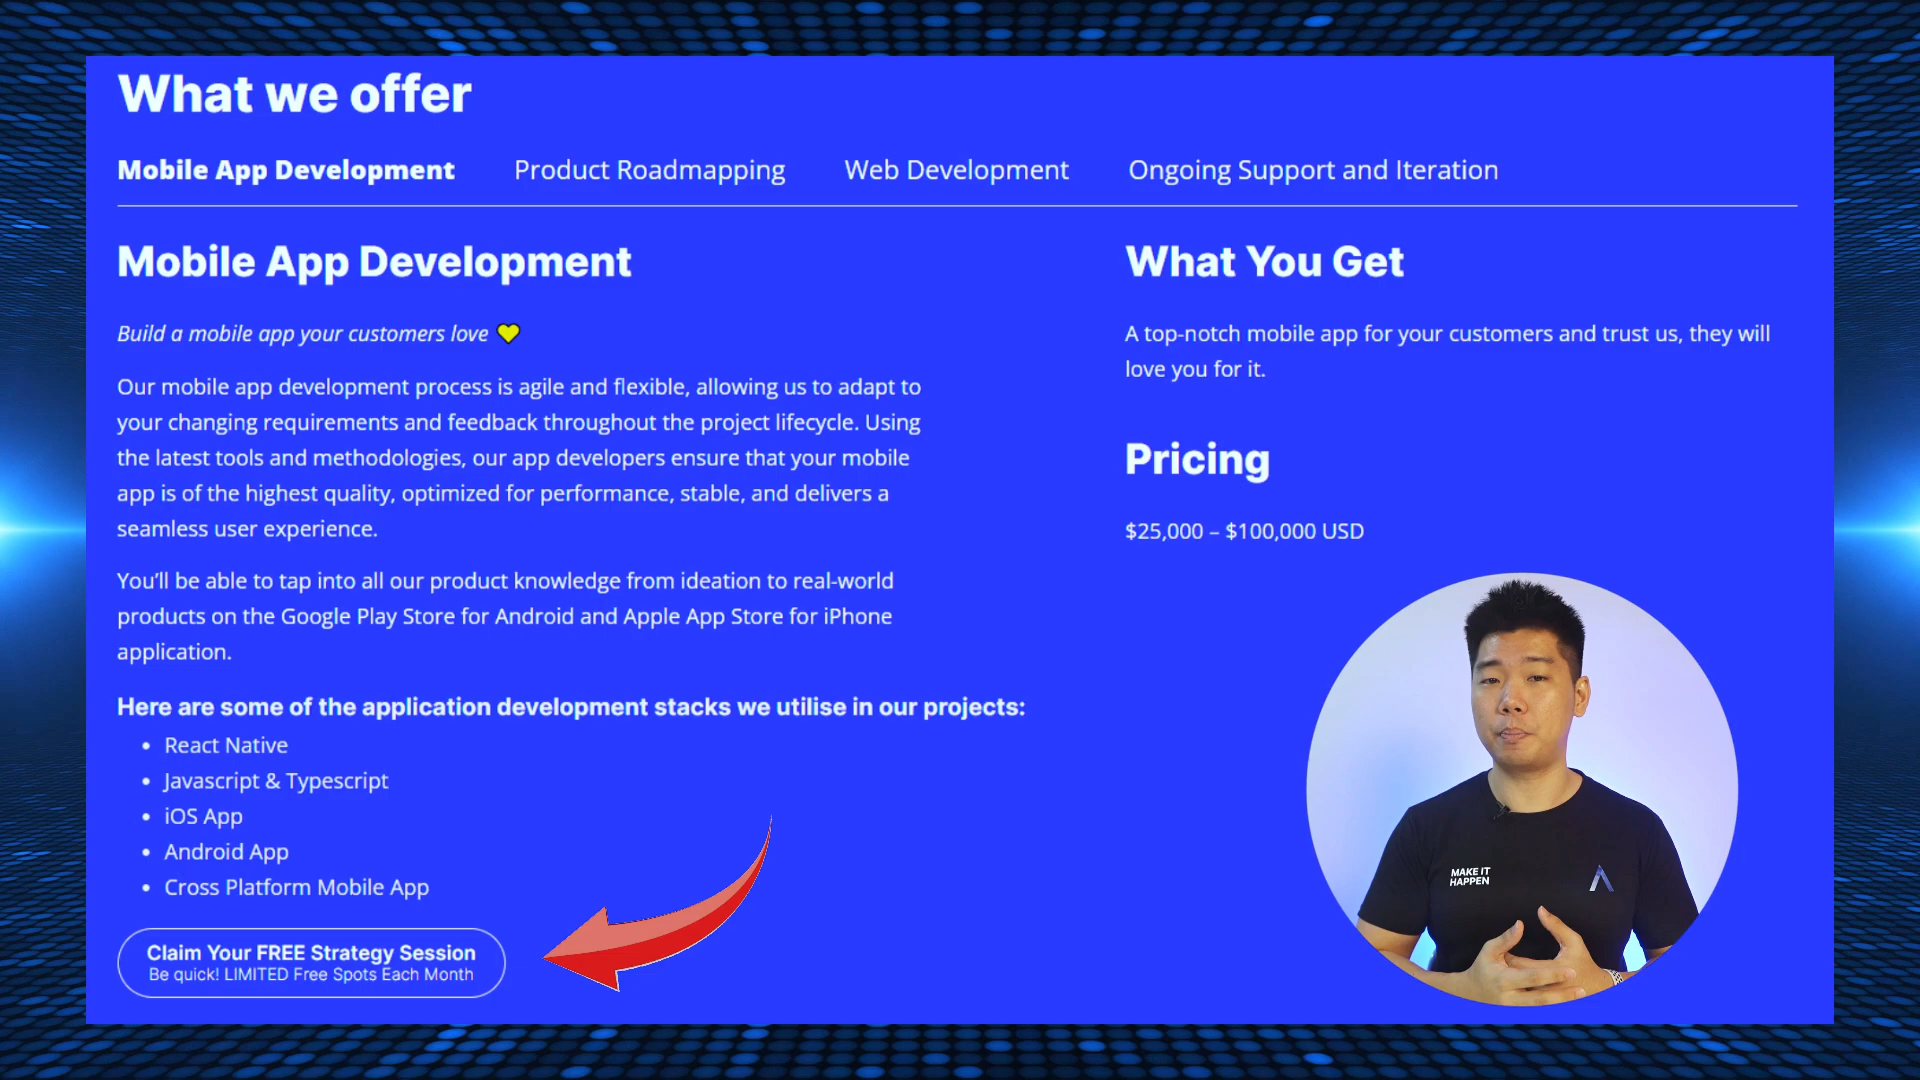 What we offer
Mobile App Development
Product Roadmapping
Web Development
Ongoing Support and Iteration
Mobile App Development
Build a mobile app your customers love
Our mobile app development process is agile and flexible, allowing us to adapt to
your changing requirements and feedback throughout the project lifecycle. Using
the latest tools and methodologies, our app developers ensure that your mobile
app is of the highest quality, optimized for performance, stable, and delivers a
seamless user experience.
You'll be able to tap into all our product knowledge from ideation to real-world
products on the Google Play Store for Android and Apple App Store for iPhone
application.
Here are some of the application development stacks we utilise in our projects:
• React Native
• Javascript & Typescript
• iOS App
• Android App
• Cross Platform Mobile App
Claim Your FREE Strategy Session
Be quick! LIMITED Free Spots Each Month
What You Get
A top-notch mobile app for your customers and trust us, they will
love you for it.
Pricing
$25,000 – $100,000 USD
MAKE IT
HAPPEN